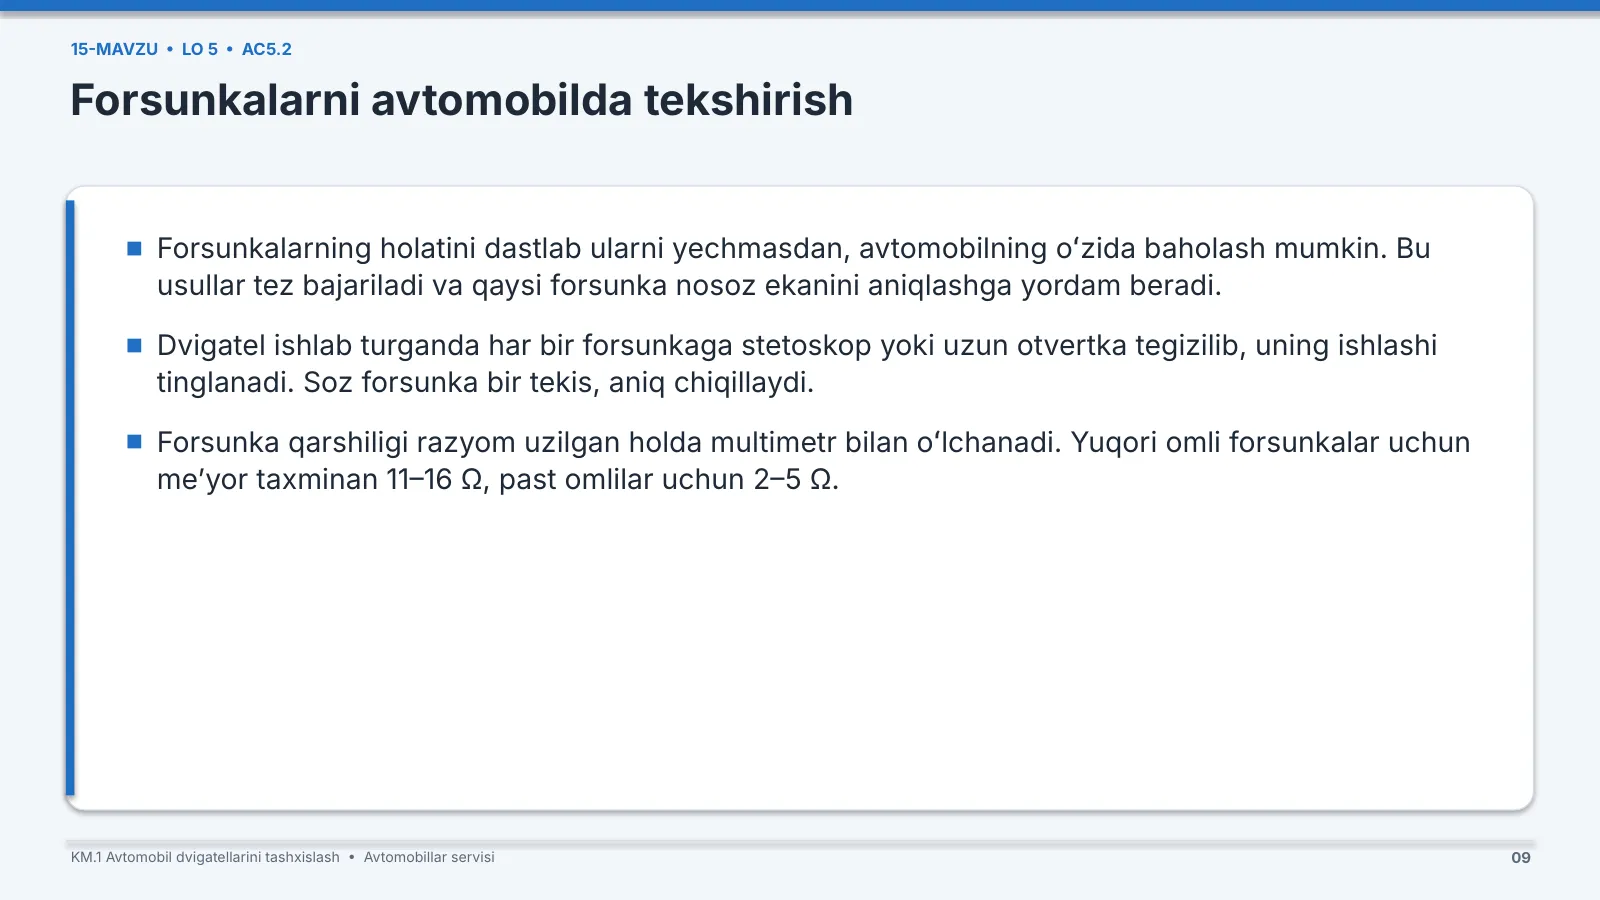 15-MAVZU • LO 5 • AC5.2
Forsunkalarni avtomobilda tekshirish
Forsunkalarning holatini dastlab ularni yechmasdan, avtomobilning oʻzida baholash mumkin. Bu
usullar tez bajariladi va qaysi forsunka nosoz ekanini aniqlashga yordam beradi.
Dvigatel ishlab turganda har bir forsunkaga stetoskop yoki uzun otvertka tegizilib, uning ishlashi
tinglanadi. Soz forsunka bir tekis, aniq chiqillaydi.
Forsunka qarshiligi razyom uzilgan holda multimetr bilan oʻlchanadi. Yuqori omli forsunkalar uchun
meʼyor taxminan 11–16 Ω, past omlilar uchun 2–5 Ω.
KM.1 Avtomobil dvigatellarini tashxislash • Avtomobillar servisi
09